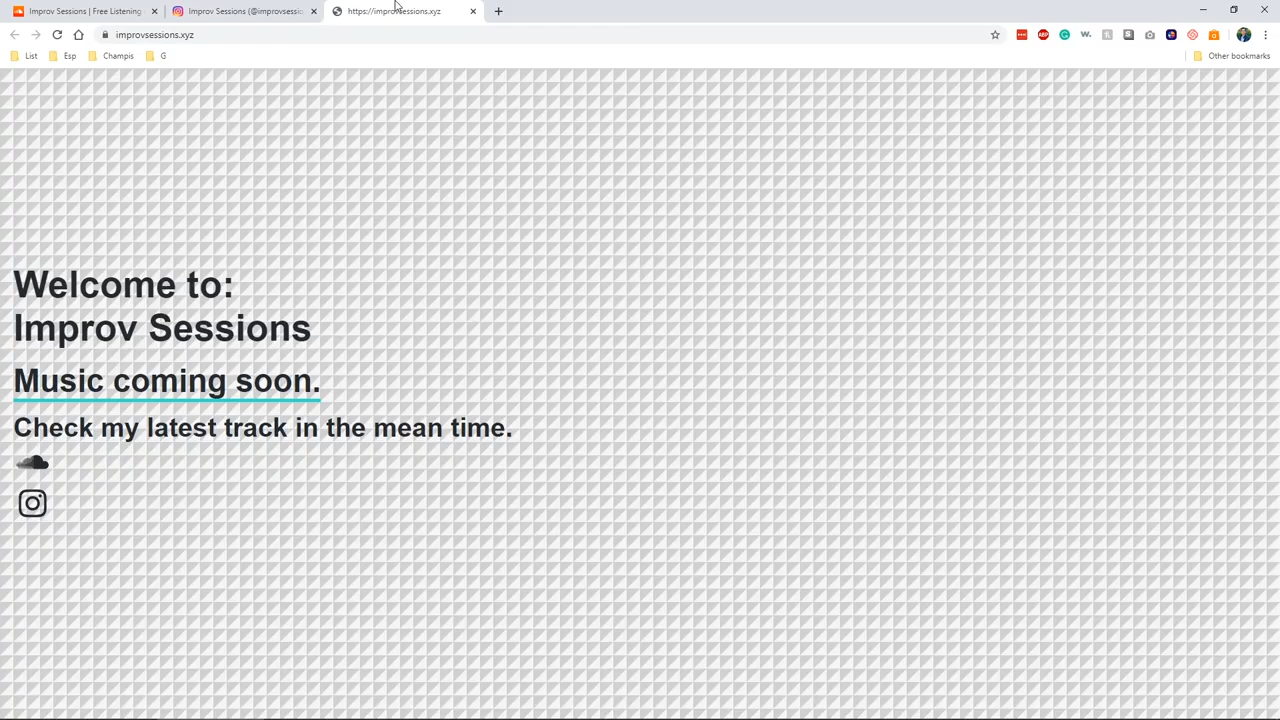 Improv Sessions | Free Listening
Improv Sessions (@improvsessio
https://improvsessions.xyz
improvsessions.xyz
ABP
List
Esp
Champis
G
Other bookmarks
Welcome to:
Improv Sessions
Music coming soon.
Check my latest track in the mean time.